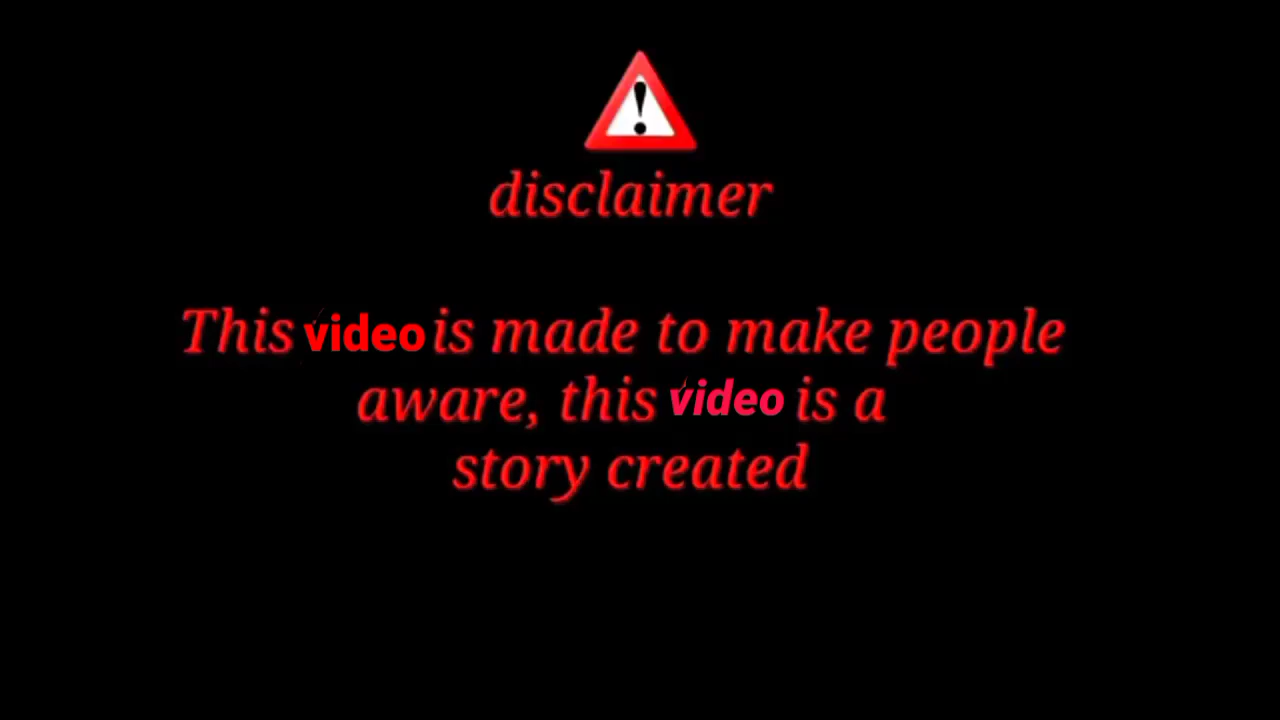 disclaimer
This video is made to make people
aware, this video is a
story created